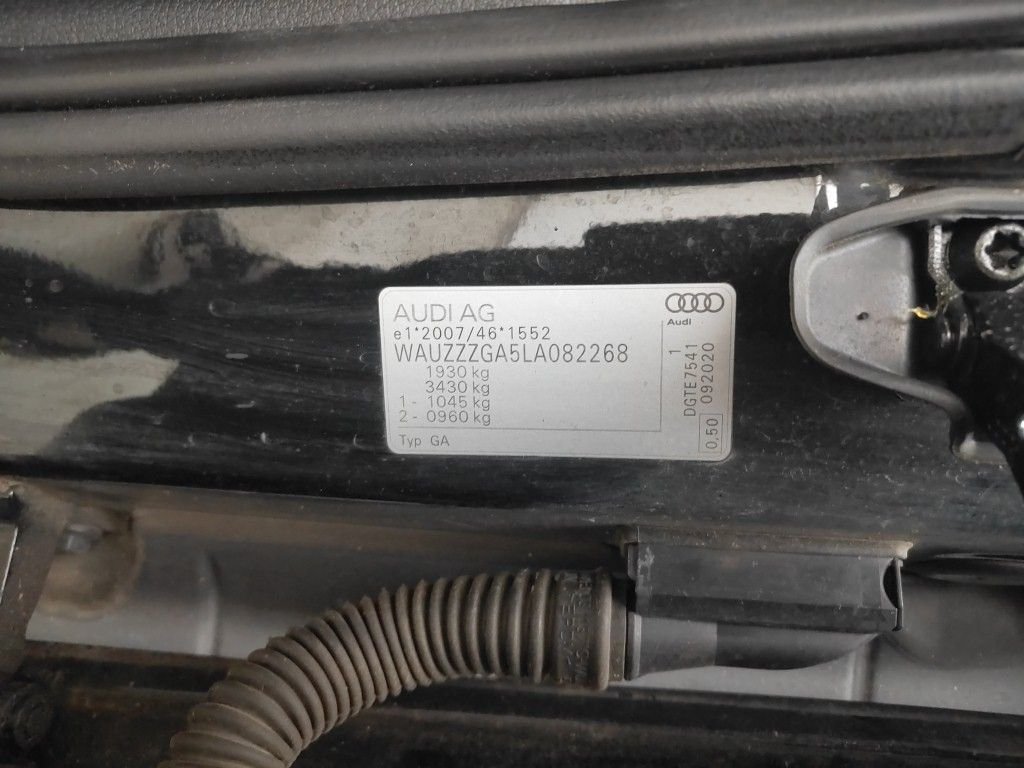 AUDI AG
e1*2007/46*1552
WAUZZZGA5LA082268
1930 kg
3430 kg
1 - 1045 kg
2 - 0960 kg
Typ GA
Audi
DGTE7541 1
0,50 092020